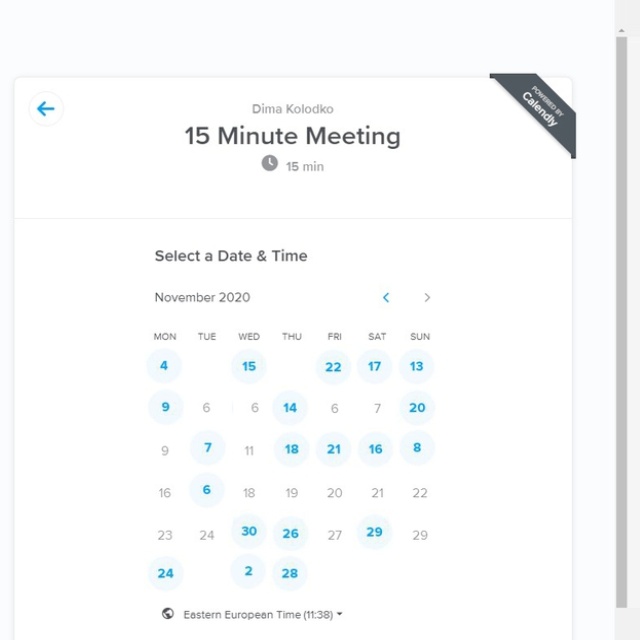 POWERED BY
Calendly
Dima Kolodko
15 Minute Meeting
15 min
Select a Date & Time
November 2020
MON TUE WED THU FRI SAT SUN
4 15 22 17 13
9 6 6 14 6 7 20
9 7 11 18 21 16 8
16 6 18 19 20 21 22
23 24 30 26 27 29 29
24 2 28
Eastern European Time (11:38)